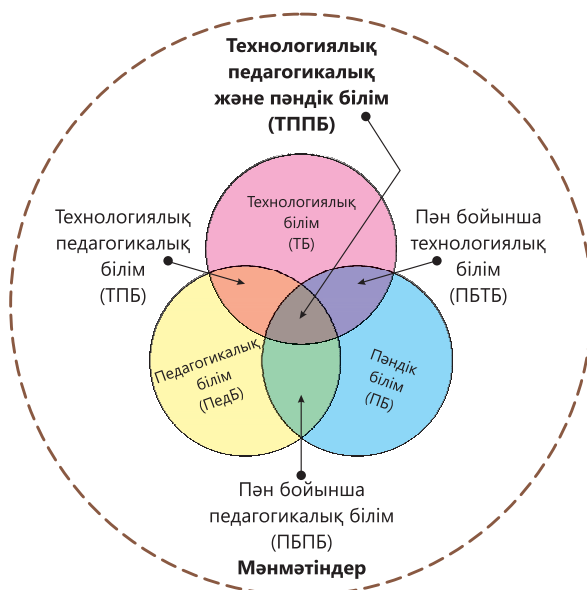 Технологиялық
педагогикалық
және пәндік білім
(ТППБ)
Технологиялық
білім
(ТБ)
Технологиялық
педагогикалық
білім
(ТПБ)
Пән бойынша
технологиялық
білім
(ПБТБ)
Педагогикалық
білім
(ПедБ)
Пәндік
білім
(ПБ)
Пән бойынша
педагогикалық білім
(ПБПБ)
Мәнмәтіндер